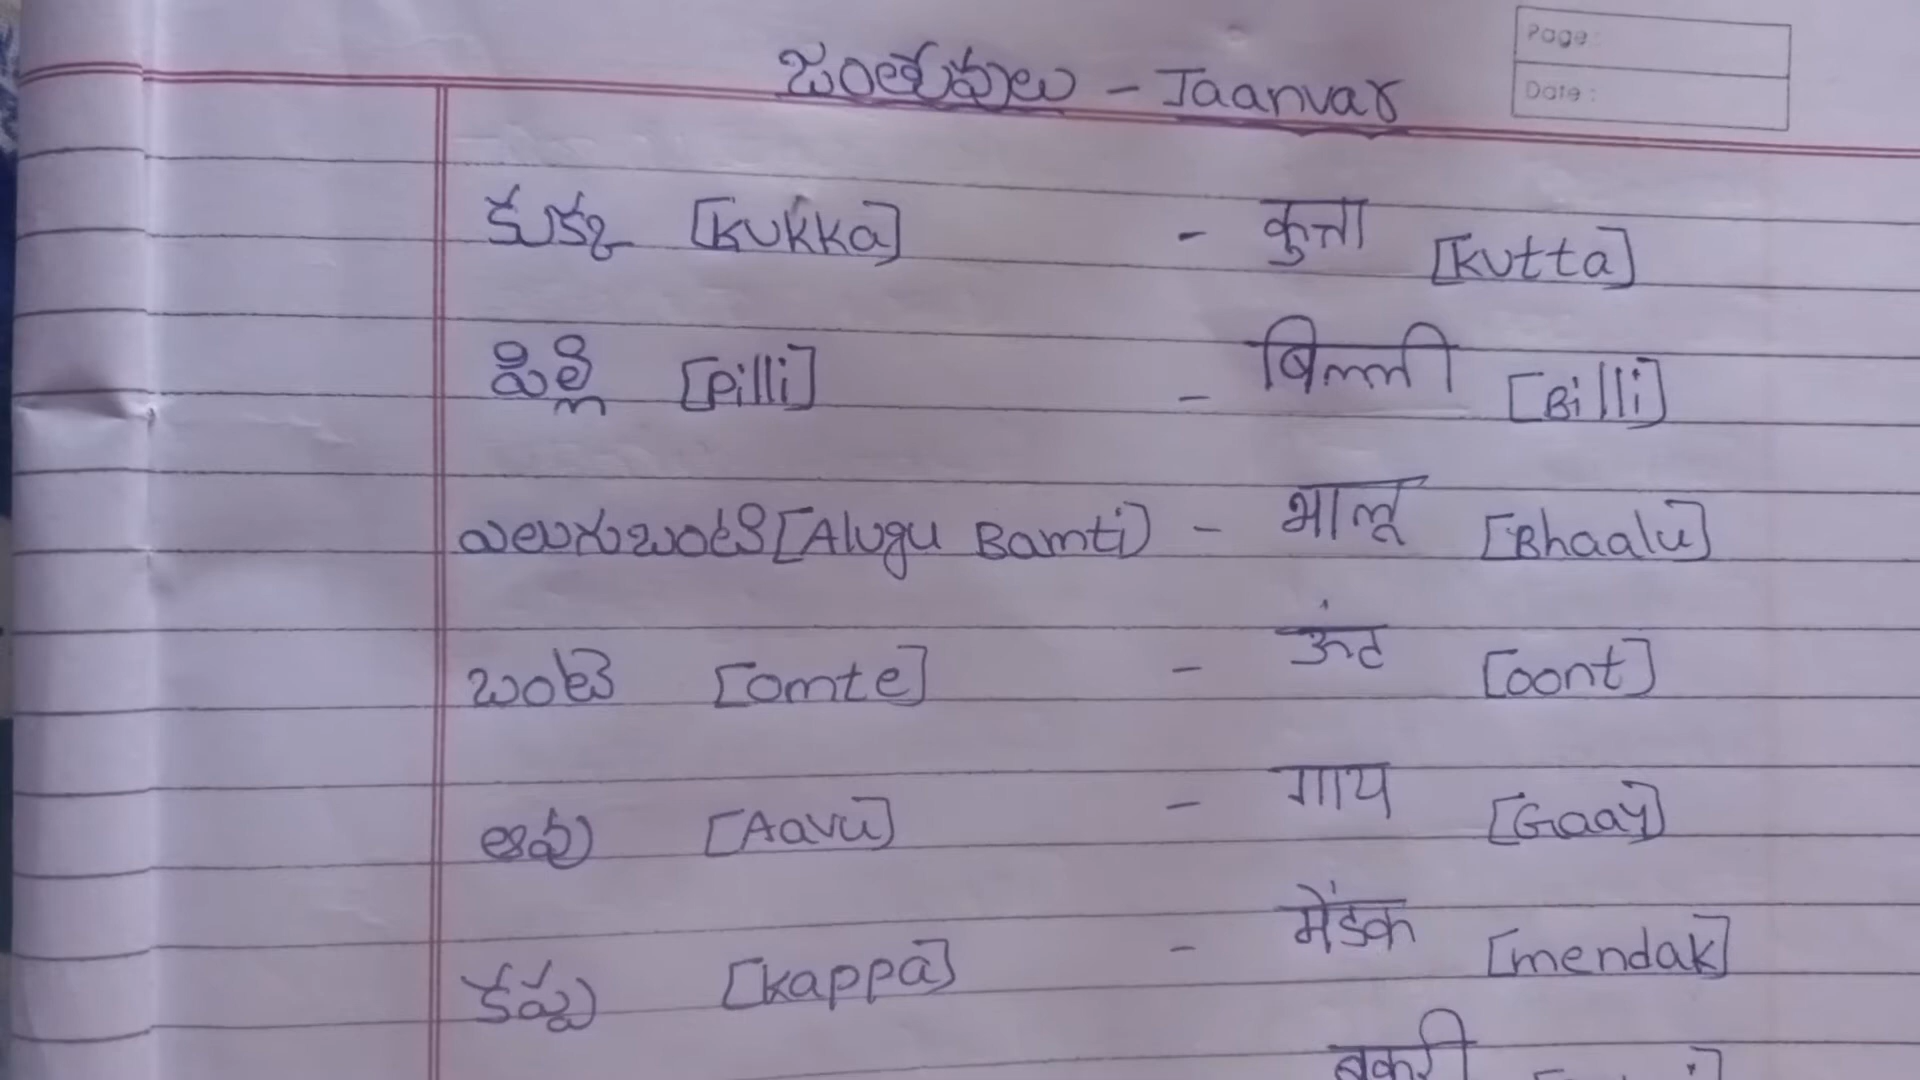 జంతువులు - Jaanvar
Page:
Date:
కుక్క [Kukka] - कुत्ता [Kutta]
పిల్లి [Pilli] - बिल्ली [Billi]
ఎలుగుబంటి [Alugu Bamti] - भालू [Bhaalu]
ఒంటె [omte] - ऊंट [oont]
ఆవు [Aavu] - गाय [Gaay]
కప్ప [Kappa] - मेंडक [mendak]
बकरी